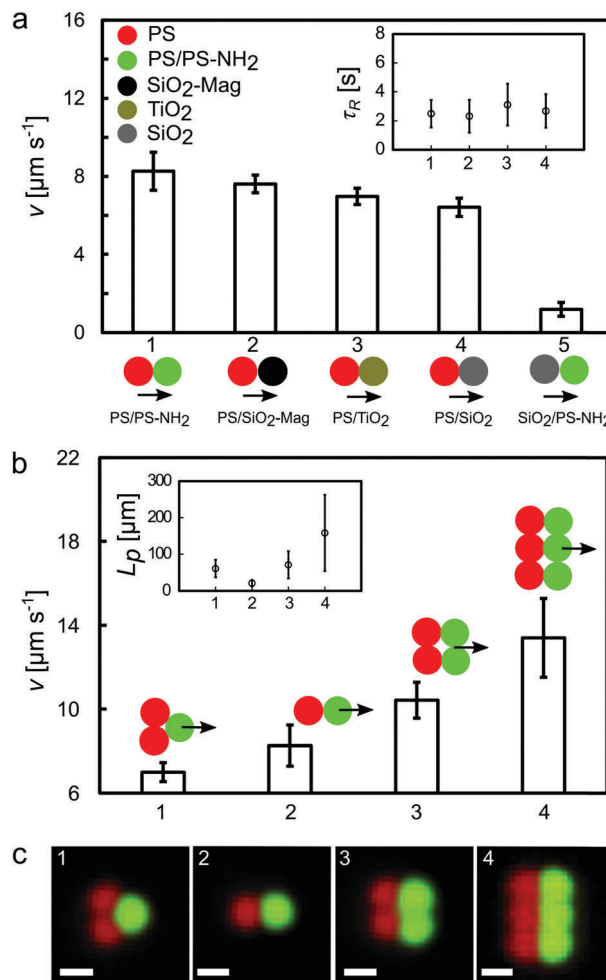 a
PS
PS/PS-NH₂
SiO₂-Mag
TiO₂
SiO₂
v [µm s⁻¹]
16
12
8
4
0
τR [s]
8
6
4
2
0
1 2 3 4
1 2 3 4 5
PS/PS-NH₂ PS/SiO₂-Mag PS/TiO₂ PS/SiO₂ SiO₂/PS-NH₂
b
v [µm s⁻¹]
22
18
14
10
6
Lp [µm]
300
200
100
0
1 2 3 4
1 2 3 4
c
1 2 3 4